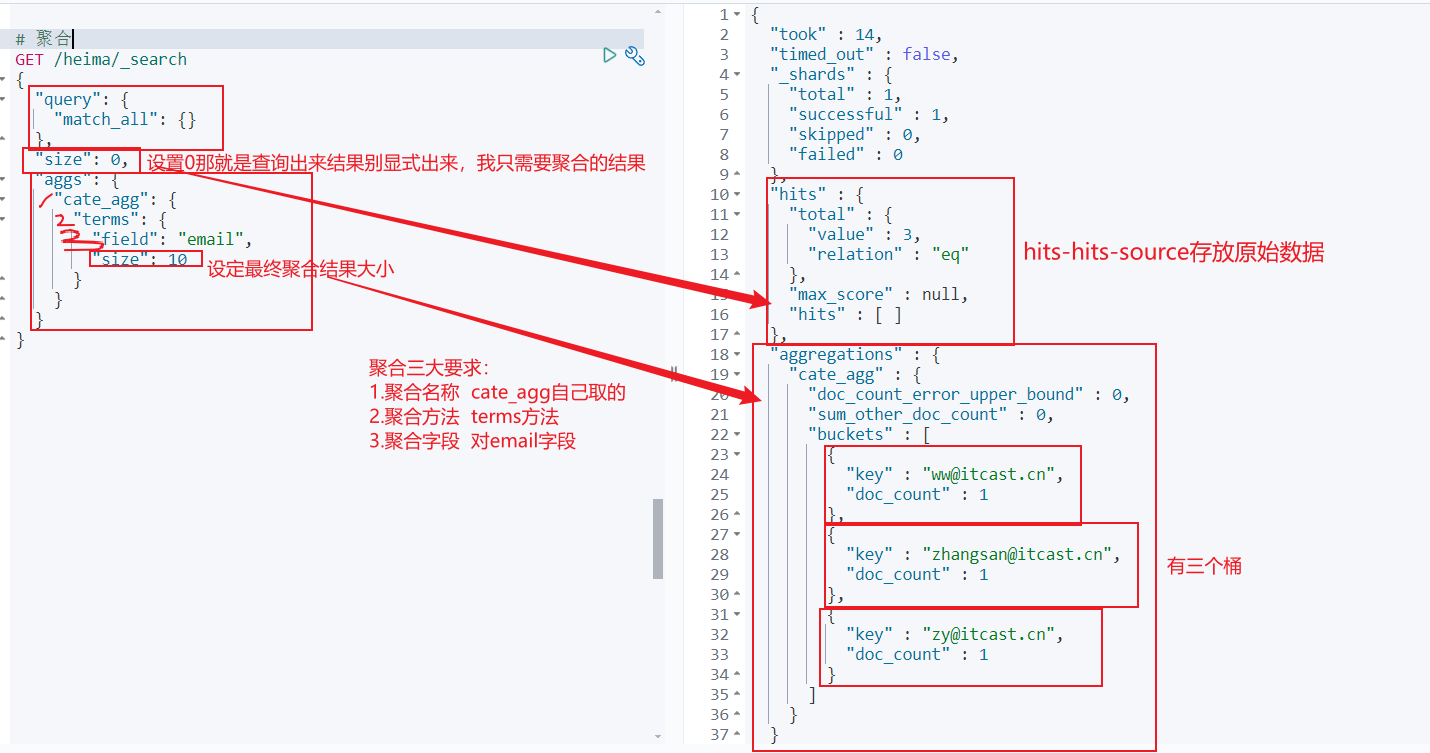 # 聚合
GET /heima/_search
{
"query": {
"match_all": {}
},
"size": 0,
设置0那就是查询出来结果别显式出来，我只需要聚合的结果
"aggs": {
"cate_agg": {
2 "terms": {
3 "field": "email",
"size": 10
设定最终聚合结果大小
}
}
}
}
聚合三大要求：
1.聚合名称 cate_agg自己取的
2.聚合方法 terms方法
3.聚合字段 对email字段
1 {
2 "took" : 14,
3 "timed_out" : false,
4 "_shards" : {
5 "total" : 1,
6 "successful" : 1,
7 "skipped" : 0,
8 "failed" : 0
9 },
10 "hits" : {
11 "total" : {
12 "value" : 3,
13 "relation" : "eq"
14 },
15 "max_score" : null,
16 "hits" : [ ]
17 },
hits-hits-source存放原始数据
18 "aggregations" : {
19 "cate_agg" : {
20 "doc_count_error_upper_bound" : 0,
21 "sum_other_doc_count" : 0,
22 "buckets" : [
23 {
24 "key" : "ww@itcast.cn",
25 "doc_count" : 1
26 },
27 {
28 "key" : "zhangsan@itcast.cn",
29 "doc_count" : 1
30 },
31 {
32 "key" : "zy@itcast.cn",
33 "doc_count" : 1
34 }
35 ]
36 }
37 }
有三个桶